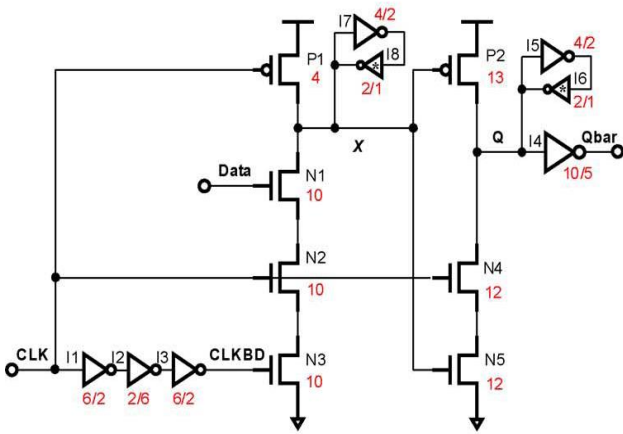 I7
4/2
P1
4
I8
*
2/1
P2
13
I5
4/2
I6
*
2/1
X
Q
I4
Qbar
10/5
Data
N1
10
N2
10
N4
12
CLK
I1
I2
I3
CLKBD
6/2
2/6
6/2
N3
10
N5
12